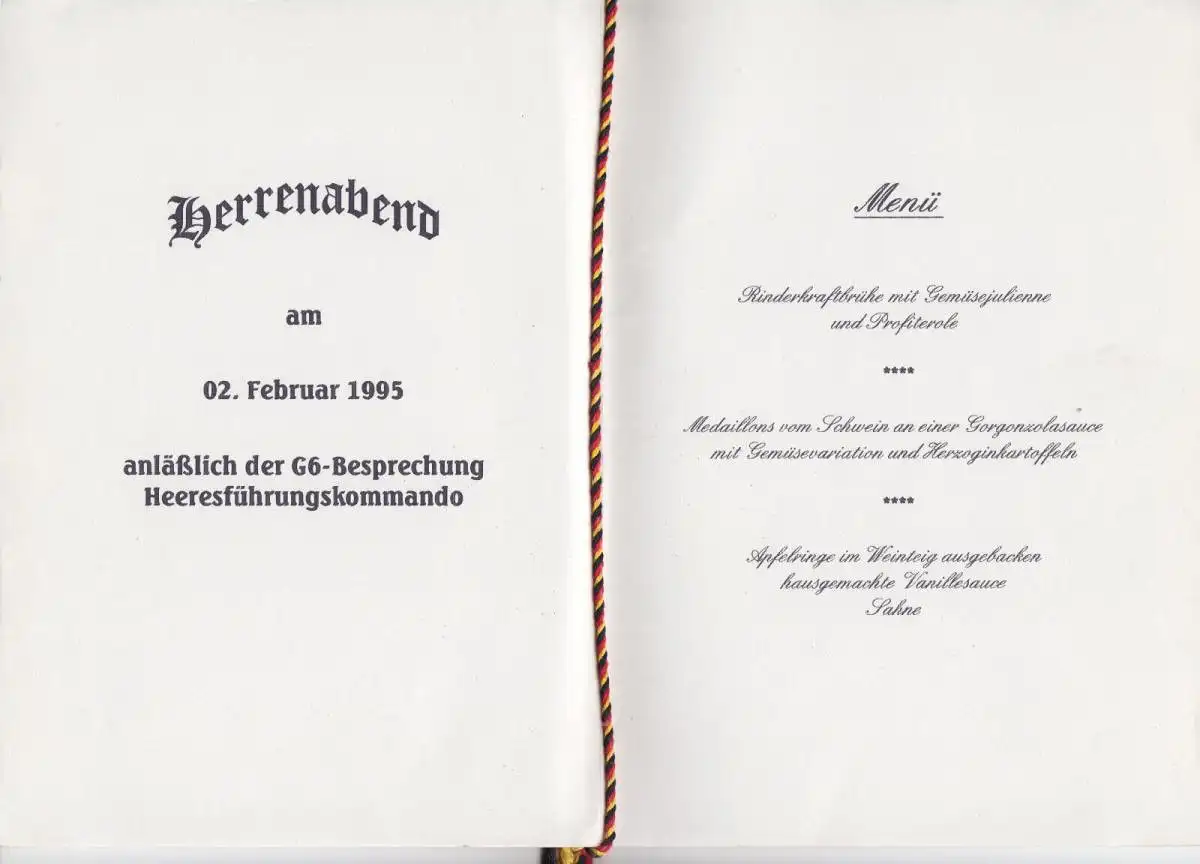 Herrenabend
am
02. Februar 1995
anläßlich der G6-Besprechung
Heeresführungskommando
Menü
Rinderkraftbrühe mit Gemüsejulienne
und Profiterole
****
Medaillons vom Schwein an einer Gorgonzolasauce
mit Gemüsevariation und Herzoginkartoffeln
****
Apfelringe im Weinteig ausgebacken
hausgemachte Vanillesauce
Sahne